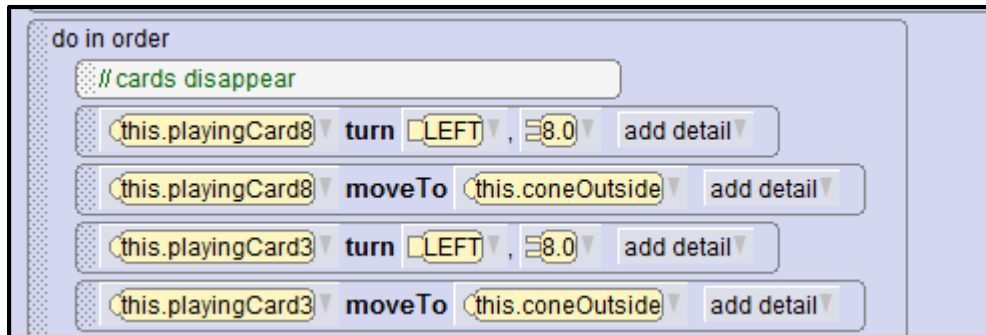 do in order
// cards disappear
this.playingCard8 turn LEFT , 8.0 add detail
this.playingCard8 moveTo this.coneOutside add detail
this.playingCard3 turn LEFT , 8.0 add detail
this.playingCard3 moveTo this.coneOutside add detail